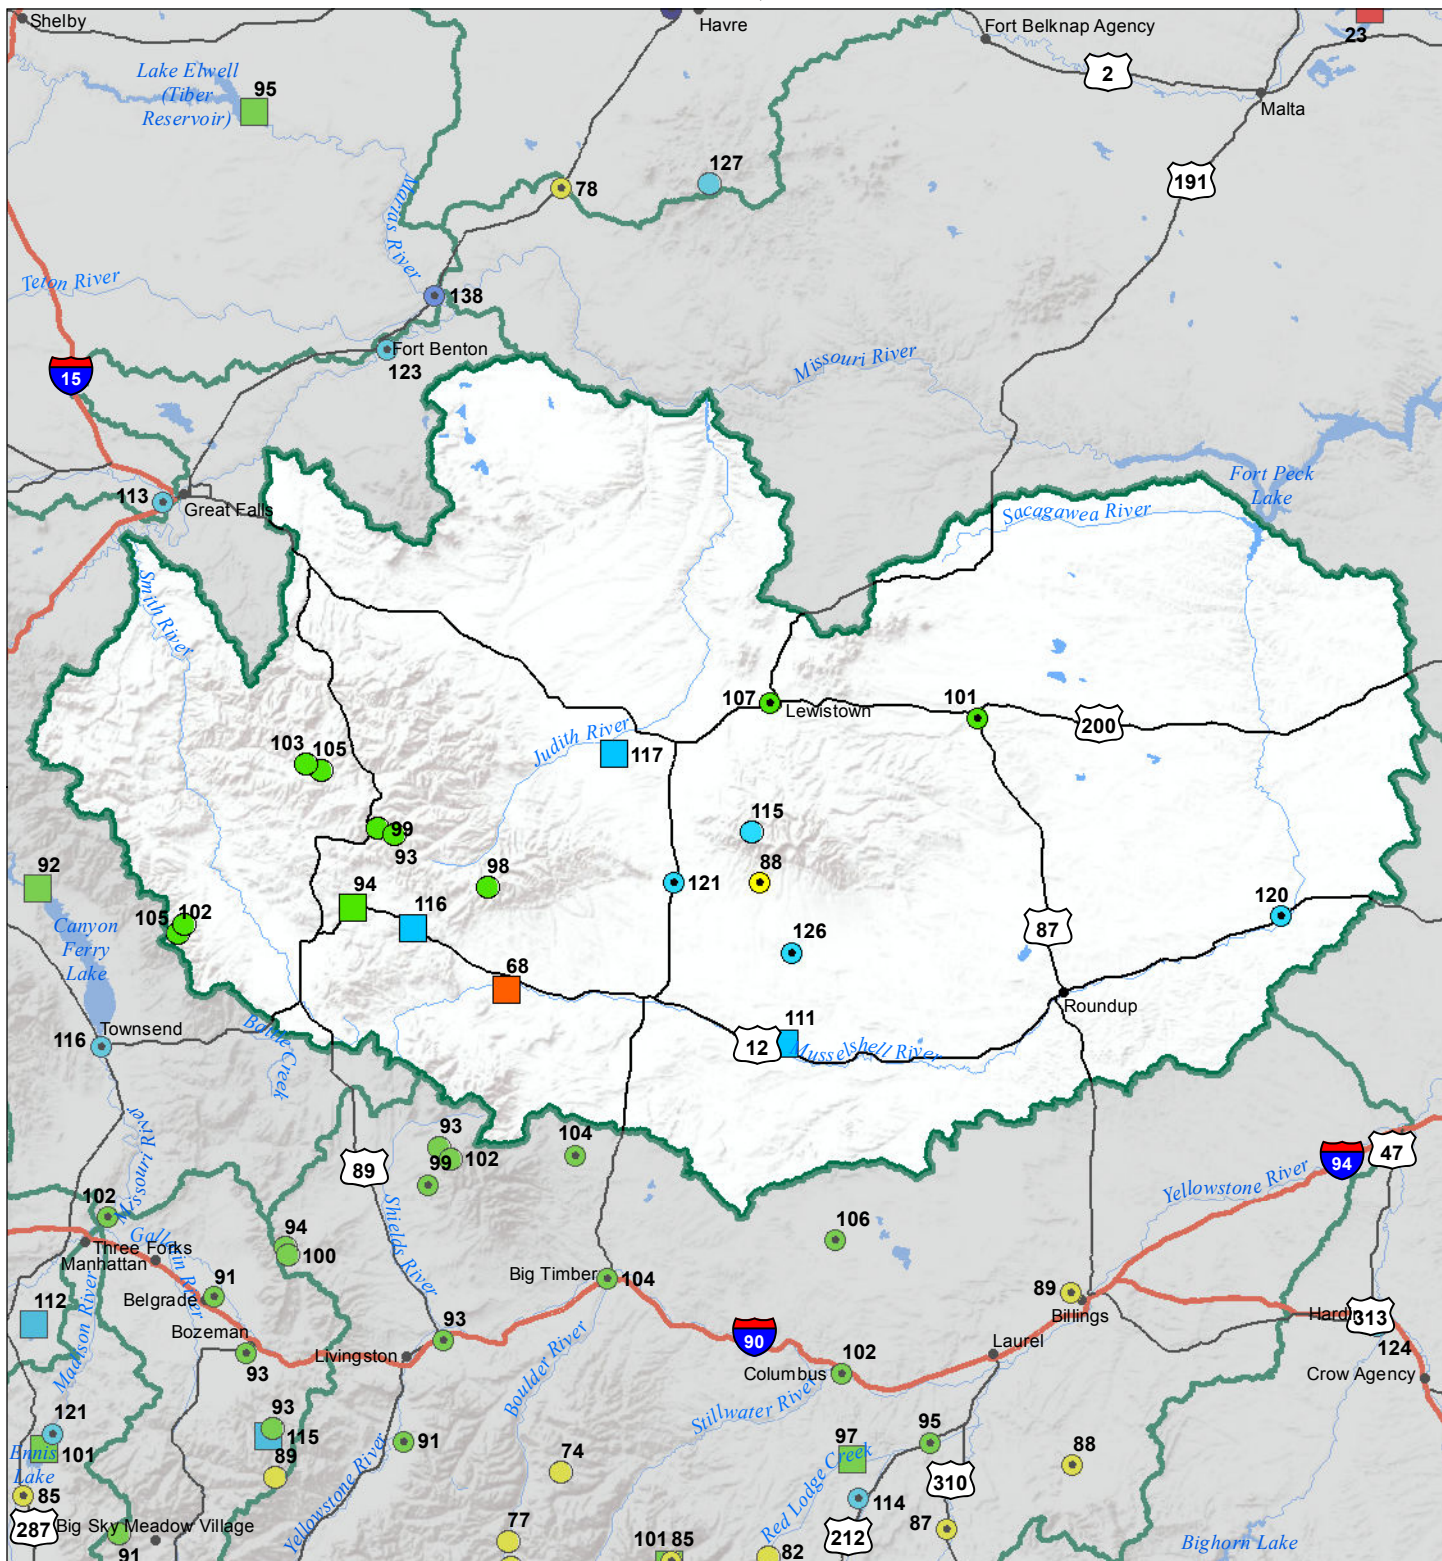 Shelby
Havre
Fort Belknap Agency
23
2
Lake Elwell
(Tiber
Reservoir)
95
Malta
127
78
191
Marias River
Teton River
138
Fort Benton
123
Missouri River
15
Fort Peck
Lake
113
Great Falls
Sacagawea River
Smith River
107
Lewistown
101
200
Judith River
117
103
105
115
99
93
88
92
98
94
121
116
120
105
102
Canyon
Ferry
Lake
126
87
68
Roundup
Townsend
116
Battle Creek
111
12
Musselshell River
93
104
102
99
89
94
47
Missouri River
Yellowstone River
Shields River
102
Gallatin River
94
100
106
Three Forks
Manhattan
Big Timber
104
91
Belgrade
89
Billings
112
Madison River
Bozeman
93
93
Livingston
90
Laurel
Hardin
313
124
Columbus
102
Crow Agency
Boulder River
Stillwater River
121
93
115
101
Ennis
Lake
91
95
97
89
74
88
Red Lodge Creek
85
114
310
287
Big Sky Meadow Village
Yellowstone River
77
87
212
91
101
85
82
Bighorn Lake